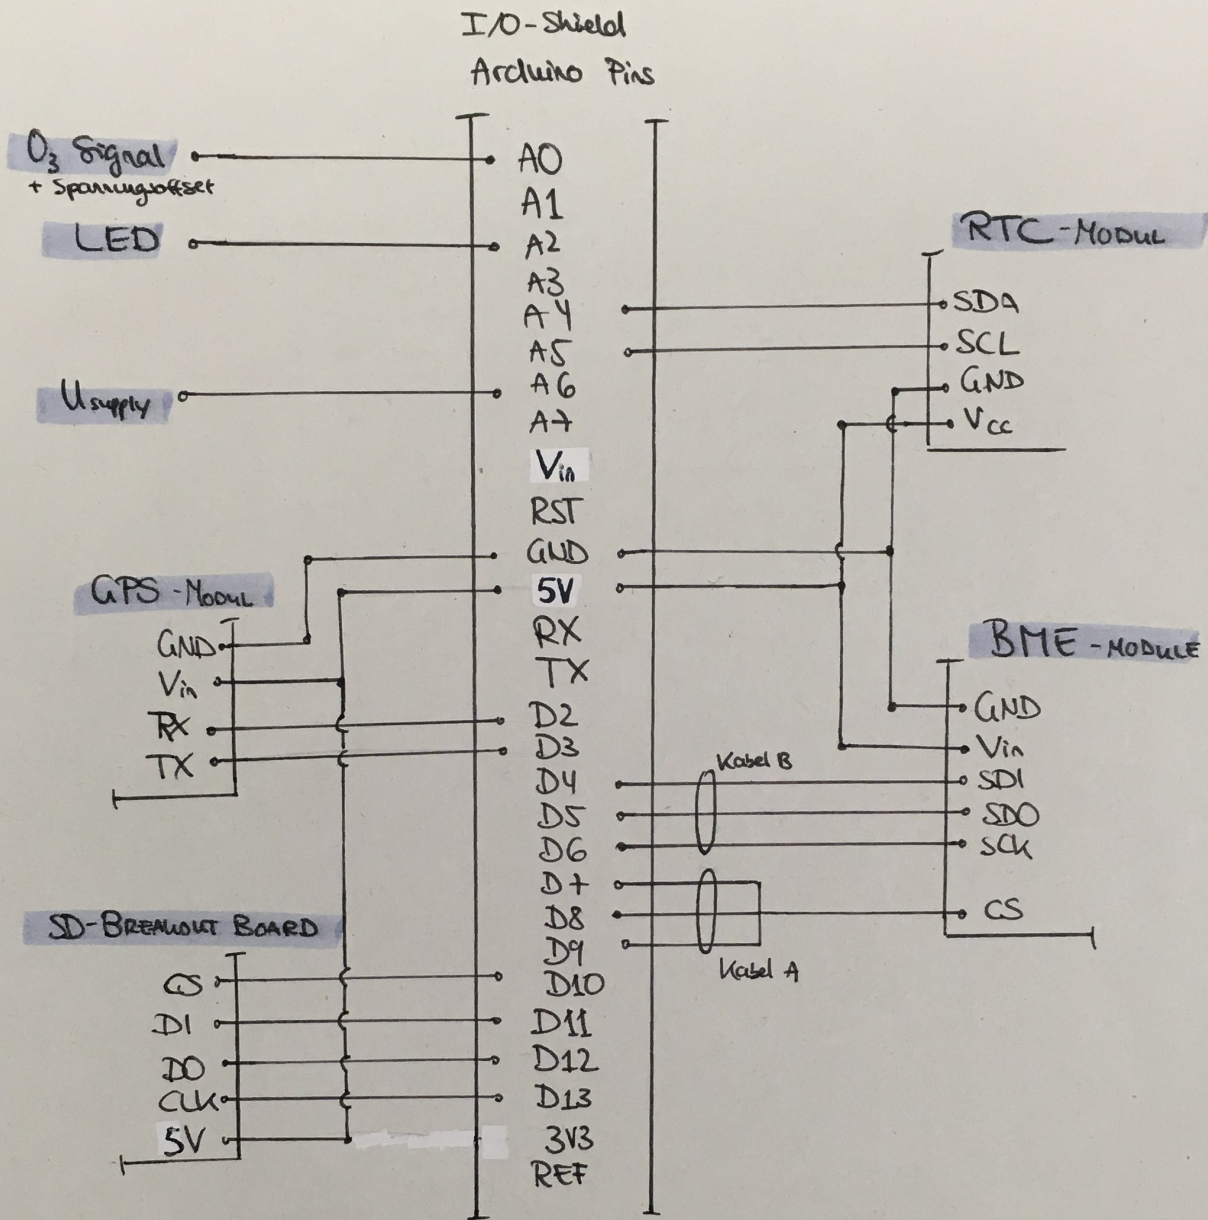 I/O-Shield
Arduino Pins
O3 Signal
+ Spannungsoffset
LED
Usupply
A0
A1
A2
A3
A4
A5
A6
A7
Vin
RST
GND
5V
RX
TX
D2
D3
D4
D5
D6
D7
D8
D9
D10
D11
D12
D13
3V3
REF
RTC-MODUL
SDA
SCL
GND
Vcc
GPS-MODUL
GND
Vin
RX
TX
BME-MODULE
GND
Vin
SDI
SDO
SCK
CS
Kabel B
Kabel A
SD-BREAKOUT BOARD
CS
DI
DO
CLK
5V